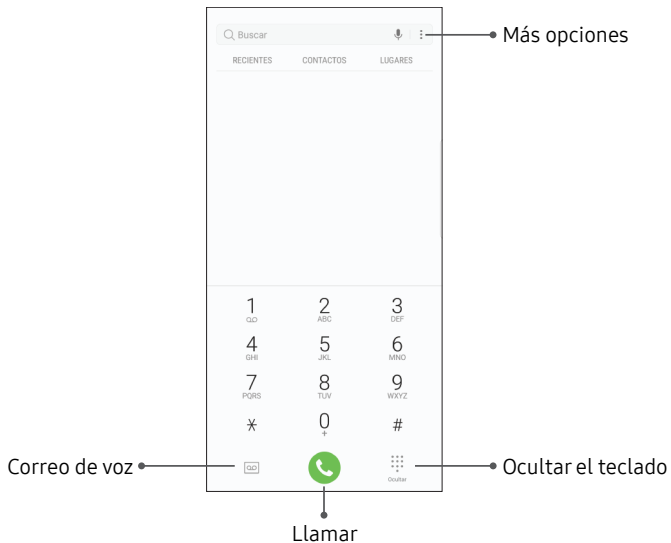 Buscar
Más opciones
RECIENTES CONTACTOS LUGARES
1 2 3
ABC DEF
4 5 6
GHI JKL MNO
7 8 9
PQRS TUV WXYZ
* 0 #
+
Correo de voz
Ocultar
Ocultar el teclado
Llamar